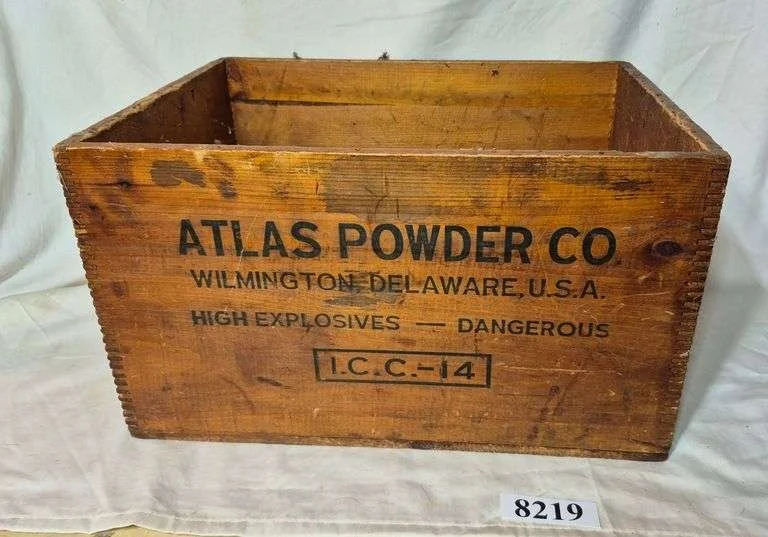 ATLAS POWDER CO.
WILMINGTON, DELAWARE, U.S.A.
HIGH EXPLOSIVES — DANGEROUS
I.C.C.-14
8219